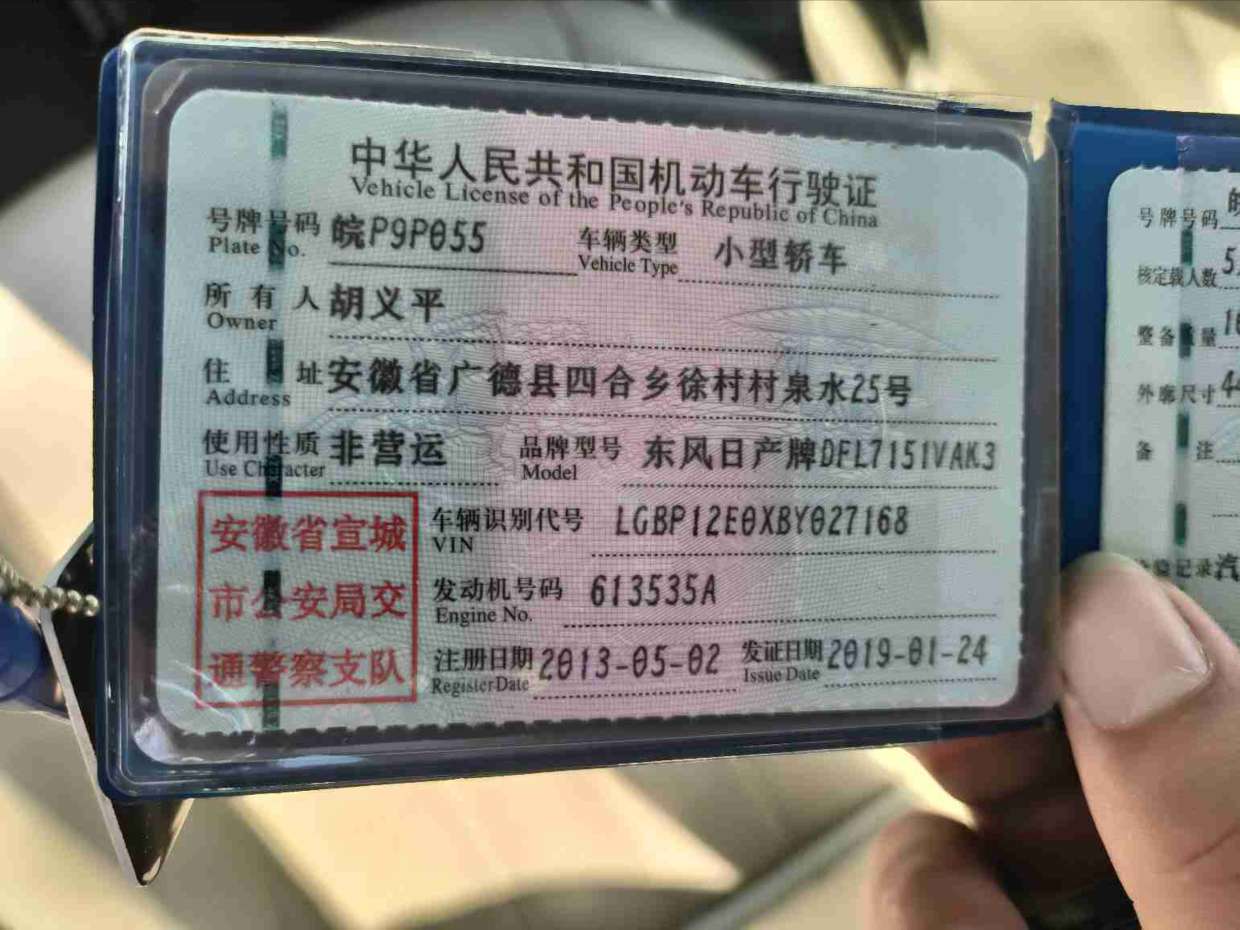 中华人民共和国机动车行驶证
Vehicle License of the People's Republic of China
号牌号码 皖P9P055 车辆类型 小型轿车
Plate No. Vehicle Type
所有人 胡义平
Owner
住址 安徽省广德县四合乡徐村村泉水25号
Address
使用性质 非营运 品牌型号 东风日产牌DFL7151VAK3
Use Character Model
安徽省宣城
市公安局交
通警察支队
车辆识别代号 LGBP12E0XBY027168
VIN
发动机号码 613535A
Engine No.
注册日期 2013-05-02 发证日期 2019-01-24
Register Date Issue Date
号牌号码
核定载人数
整备质量
外廓尺寸
备注
记录